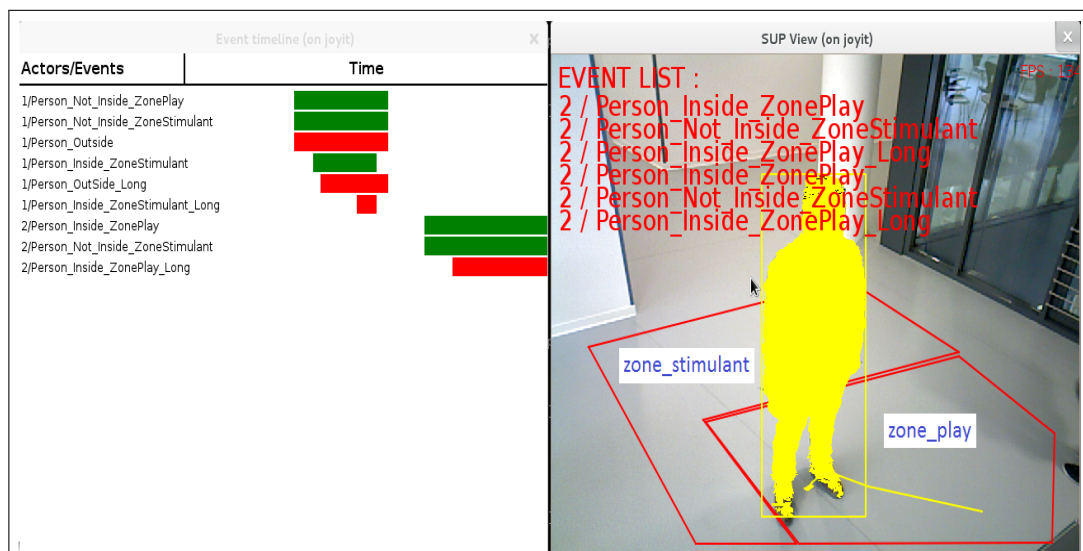 Event timeline (on joyit)
x
Actors/Events
Time
1/Person_Not_Inside_ZonePlay
1/Person_Not_Inside_ZoneStimulant
1/Person_Outside
1/Person_Inside_ZoneStimulant
1/Person_OutSide_Long
1/Person_Inside_ZoneStimulant_Long
2/Person_Inside_ZonePlay
2/Person_Not_Inside_ZoneStimulant
2/Person_Inside_ZonePlay_Long
SUP View (on joyit)
x
EVENT LIST :
FPS :
2 / Person_Inside_ZonePlay
2 / Person_Not_Inside_ZoneStimulant
2 / Person_Inside_ZonePlay_Long
2 / Person_Inside_ZonePlay
2 / Person_Not_Inside_ZoneStimulant
2 / Person_Inside_ZonePlay_Long
zone_stimulant
zone_play